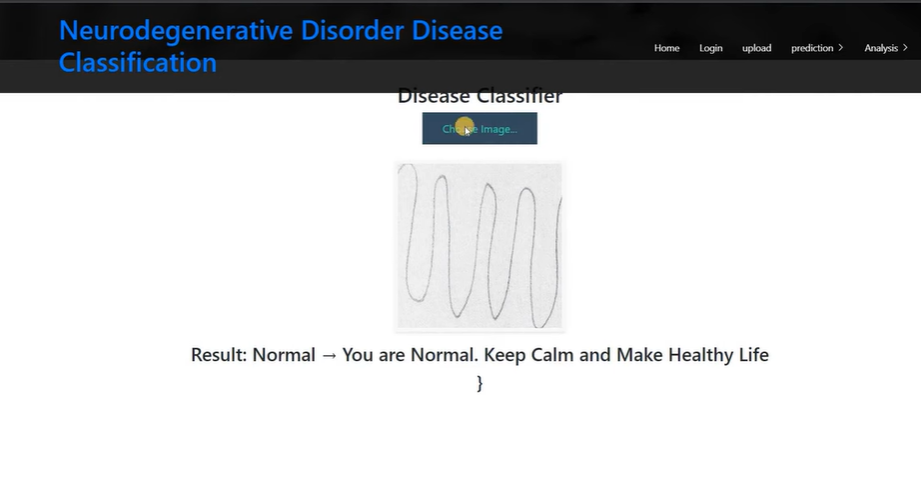 Neurodegenerative Disorder Disease
Classification
Home Login upload prediction > Analysis >
Disease Classifier
Choose Image...
Result: Normal → You are Normal. Keep Calm and Make Healthy Life
}